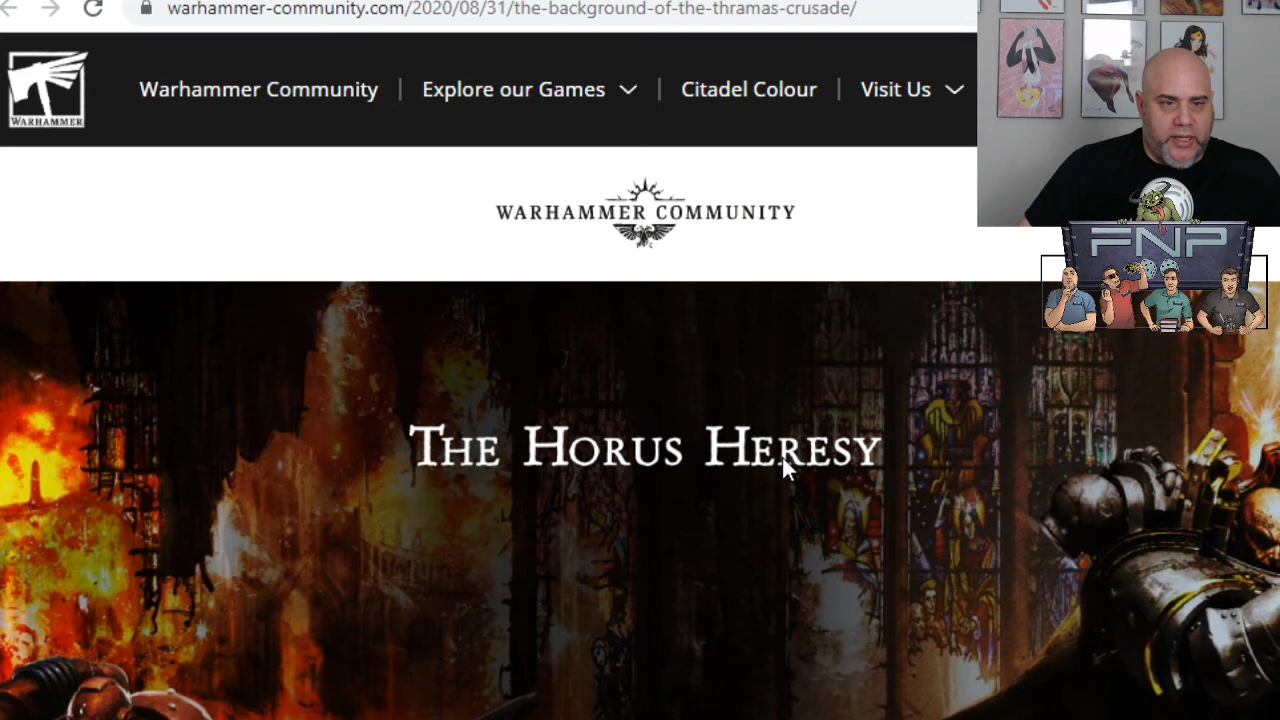 warhammer-community.com/2020/08/31/the-background-of-the-thramas-crusade/
WARHAMMER
Warhammer Community | Explore our Games | Citadel Colour | Visit Us
WARHAMMER COMMUNITY
FNP
THE HORUS HERESY